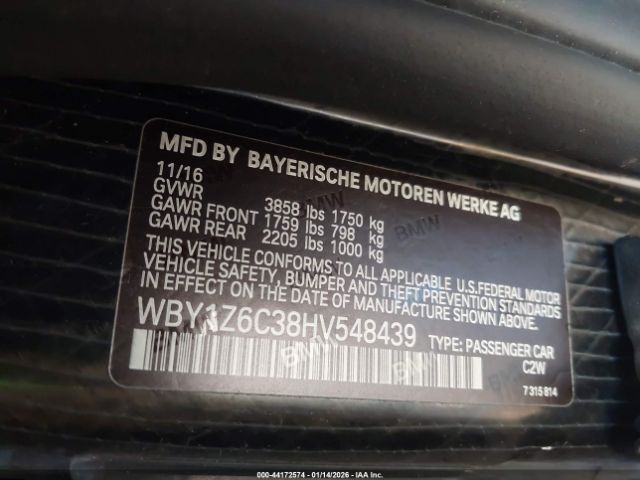 MFD BY BAYERISCHE MOTOREN WERKE AG
11/16
GVWR 3858 lbs 1750 kg
GAWR FRONT 1759 lbs 798 kg
GAWR REAR 2205 lbs 1000 kg
THIS VEHICLE CONFORMS TO ALL APPLICABLE U.S.FEDERAL MOTOR
VEHICLE SAFETY, BUMPER AND THEFT PREVENTION STANDARDS
IN EFFECT ON THE DATE OF MANUFACTURE SHOWN ABOVE.
WBY1Z6C38HV548439 TYPE: PASSENGER CAR
C2W
7 315 814
000-44172574 | 01/14/2026 | IAA Inc.